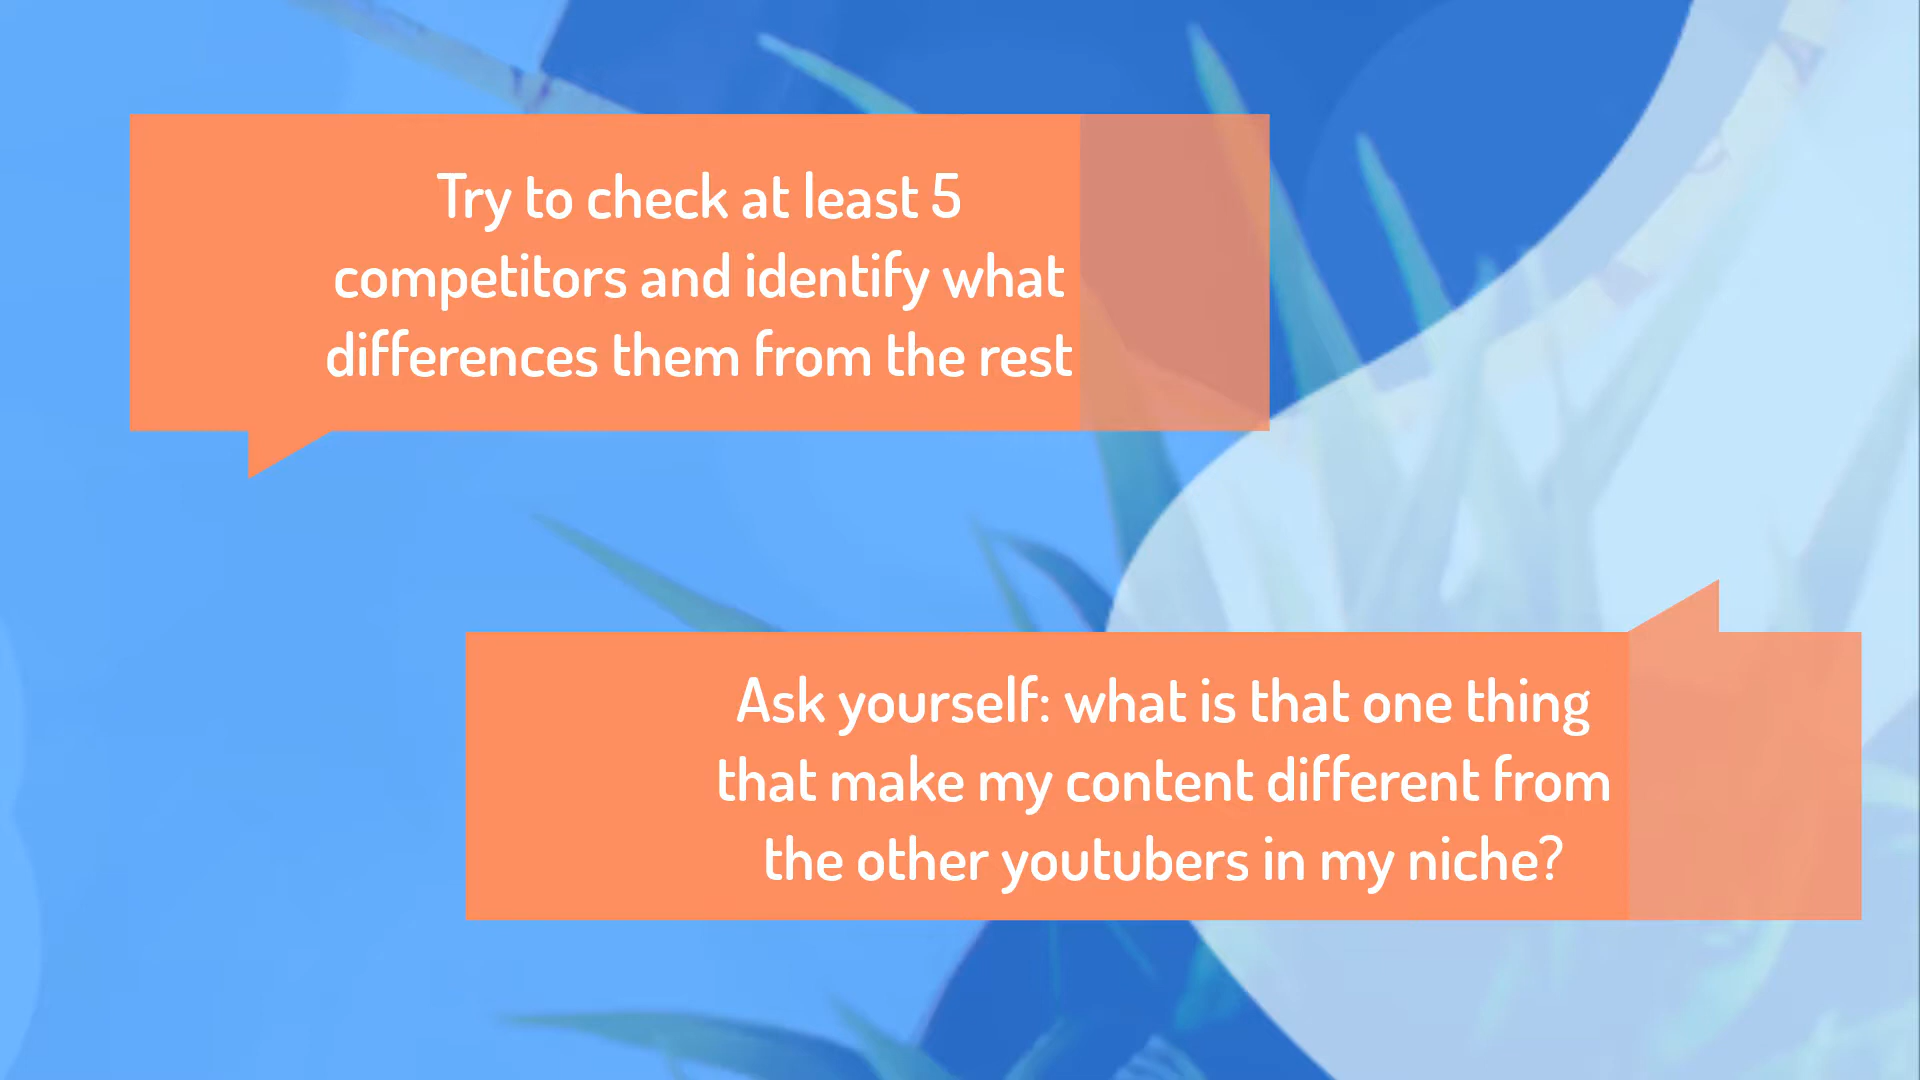 Try to check at least 5
competitors and identify what
differences them from the rest
Ask yourself: what is that one thing
that make my content different from
the other youtubers in my niche?